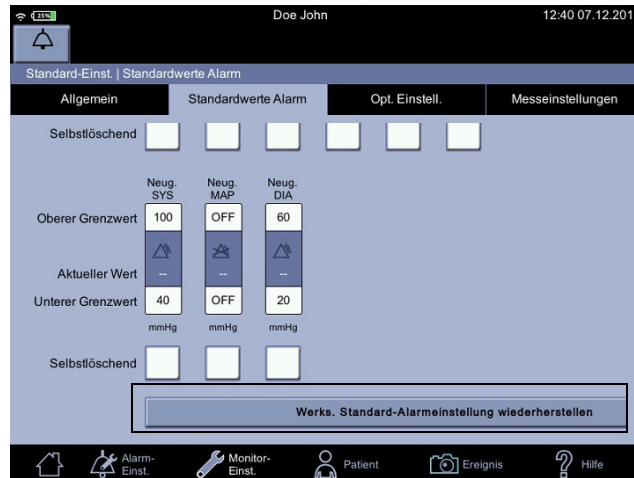 23% Doe John 12:40 07.12.201
Standard-Einst. | Standardwerte Alarm
Allgemein Standardwerte Alarm Opt. Einstell. Messeinstellungen
Selbstlöschend
Neug. Neug. Neug.
SYS MAP DIA
Oberer Grenzwert 100 OFF 60
Aktueller Wert -- -- --
Unterer Grenzwert 40 OFF 20
mmHg mmHg mmHg
Selbstlöschend
Werks. Standard-Alarmeinstellung wiederherstellen
Alarm- Monitor-
Einst. Einst. Patient Ereignis Hilfe